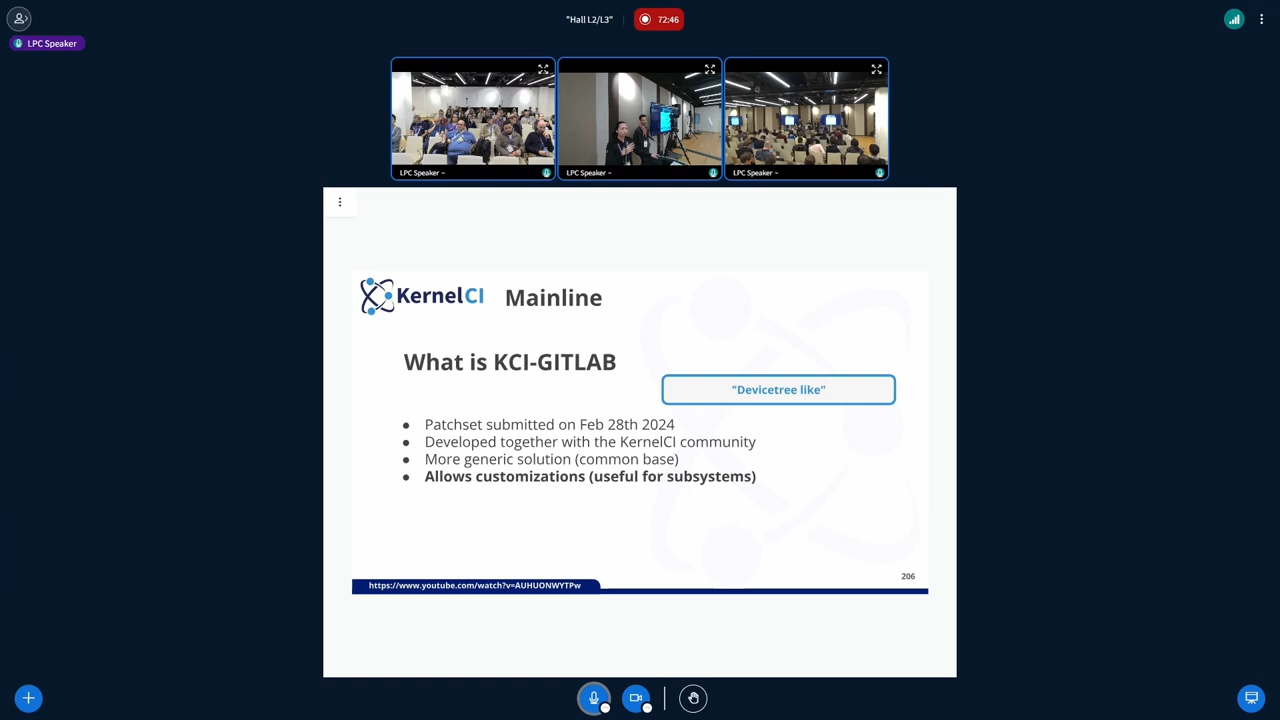 "Hall L2/L3"
72:46
LPC Speaker
LPC Speaker
LPC Speaker
LPC Speaker
KernelCI
Mainline
What is KCI-GITLAB
"Devicetree like"
● Patchset submitted on Feb 28th 2024
● Developed together with the KernelCI community
● More generic solution (common base)
● Allows customizations (useful for subsystems)
206
https://www.youtube.com/watch?v=AUHUONWYTPw